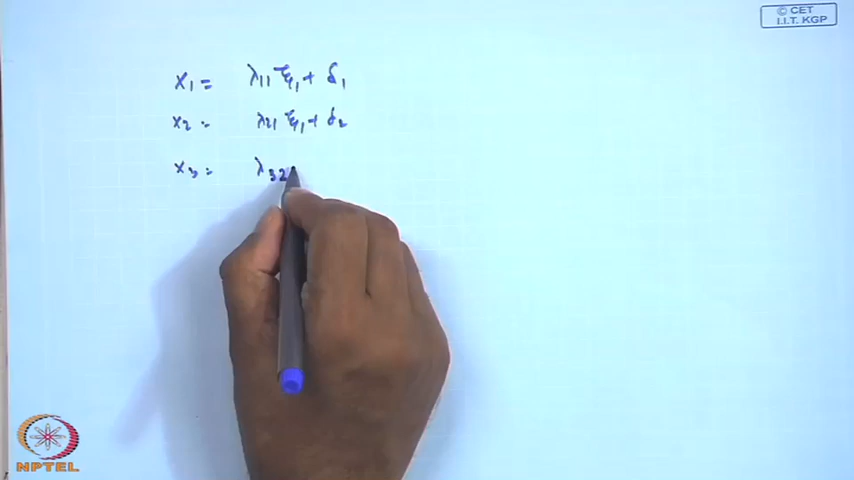 © CET
I.I.T. KGP
x₁ = λ₁₁ ξ₁ + δ₁
x₂ = λ₂₁ ξ₁ + δ₂
x₃ = λ₃₂
NPTEL